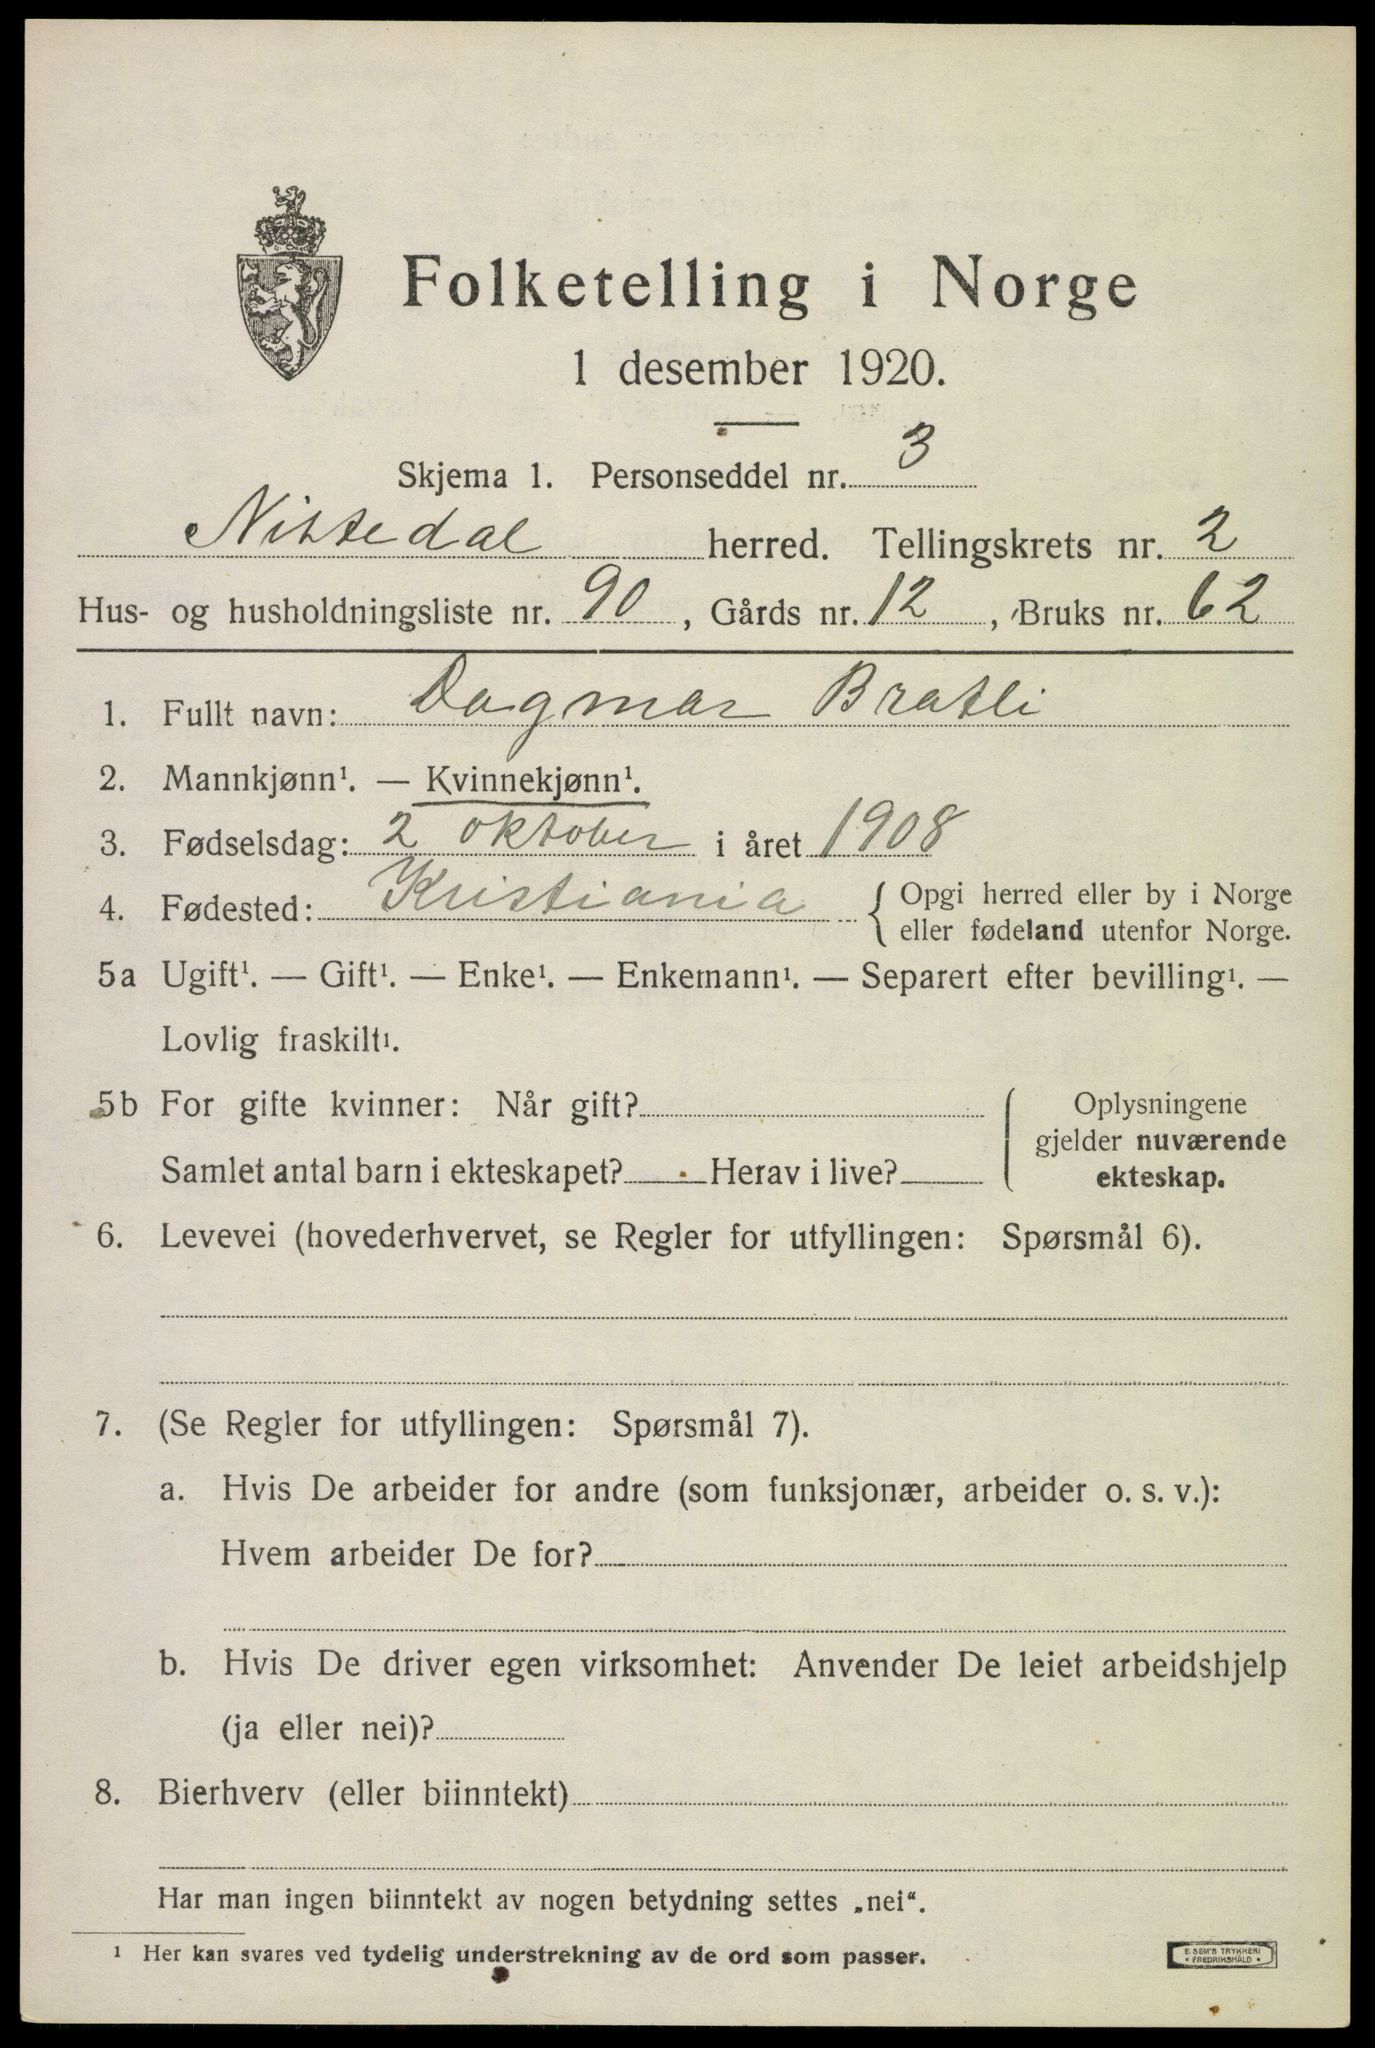 Folketelling i Norge
1 desember 1920.
Skjema 1. Personseddel nr. 3
Nittedal herred. Tellingskrets nr. 2
Hus- og husholdningsliste nr. 90, Gårds nr. 12, Bruks nr. 62
1. Fullt navn: Dagmar Bratli
2. Mannkjønn¹. — Kvinnekjønn¹.
3. Fødselsdag: 2 oktober i året 1908
4. Fødested: Kristiania { Opgi herred eller by i Norge
eller fødeland utenfor Norge.
5a Ugift¹. — Gift¹. — Enke¹. — Enkemann¹. — Separert efter bevilling¹. —
Lovlig fraskilt¹.
5b For gifte kvinner: Når gift?
Samlet antal barn i ekteskapet? Herav i live?
Oplysningene
gjelder nuværende
ekteskap.
6. Levevei (hovederhvervet, se Regler for utfyllingen: Spørsmål 6).
7. (Se Regler for utfyllingen: Spørsmål 7).
a. Hvis De arbeider for andre (som funksjonær, arbeider o. s. v.):
Hvem arbeider De for?
b. Hvis De driver egen virksomhet: Anvender De leiet arbeidshjelp
(ja eller nei)?
8. Bierhverv (eller biinntekt)
Har man ingen biinntekt av nogen betydning settes „nei“.
¹ Her kan svares ved tydelig understrekning av de ord som passer.
E. SEM'S TRYKKERI
• FREDRIKSHALD •